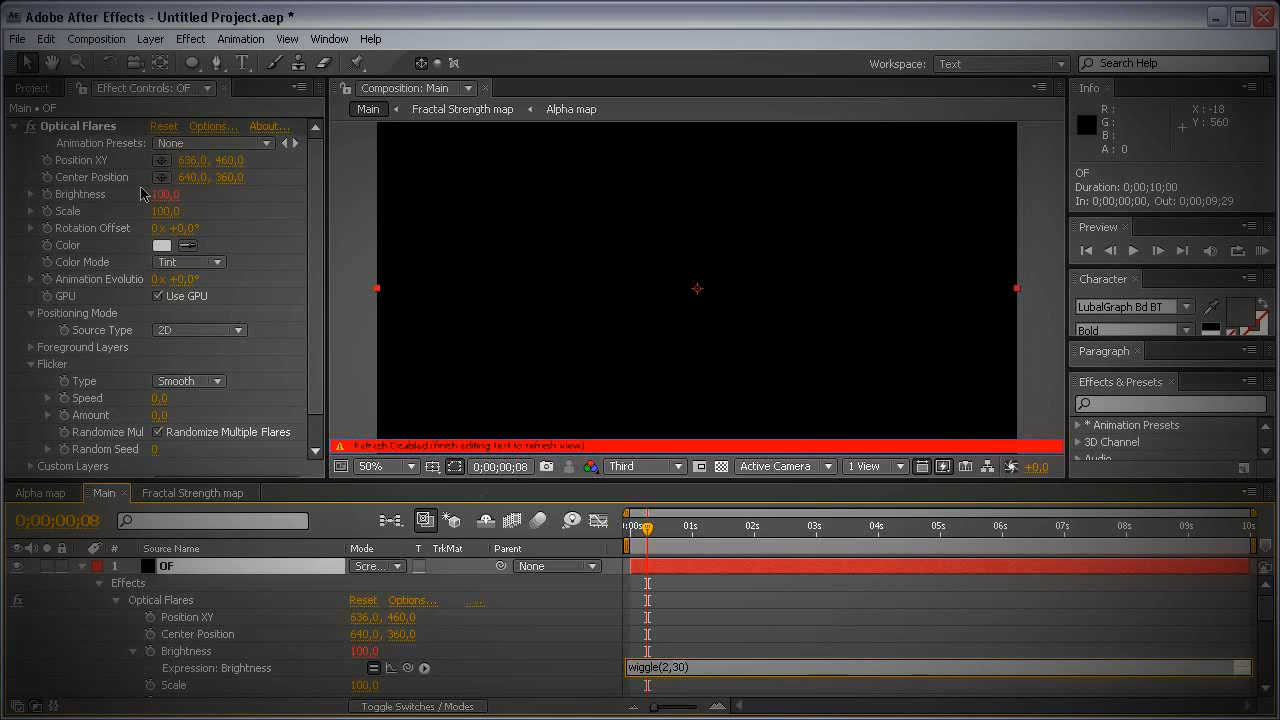 Adobe After Effects - Untitled Project.aep *
File Edit Composition Layer Effect Animation View Window Help
Workspace: Text Search Help
Project Effect Controls: OF
Main • OF
Optical Flares Reset Options... About...
Animation Presets: None
Position XY 636,0, 460,0
Center Position 640,0, 360,0
Brightness 100,0
Scale 100,0
Rotation Offset 0x +0,0°
Color
Color Mode Tint
Animation Evolutio 0x +0,0°
GPU Use GPU
Positioning Mode
Source Type 2D
Foreground Layers
Flicker
Type Smooth
Speed 0,0
Amount 0,0
Randomize Mul Randomize Multiple Flares
Random Seed 0
Custom Layers
Composition: Main
Main Fractal Strength map Alpha map
Refresh Disabled (finish editing text to refresh view)
50% 0;00;00;08 Third Active Camera 1 View +0,0
Info
R: X: -18
G: Y: 560
B:
A: 0
OF
Duration: 0;00;10;00
In: 0;00;00;00, Out: 0;00;09;29
Preview
Character
LubalGraph Bd BT
Bold
Paragraph
Effects & Presets
* Animation Presets
3D Channel
Audio
Alpha map Main Fractal Strength map
0;00;00;08
:00s 01s 02s 03s 04s 05s 06s 07s 08s 09s 10s
# Source Name Mode T TrkMat Parent
1 OF Scre... None
Effects
Optical Flares Reset Options... .....
Position XY 636,0, 460,0
Center Position 640,0, 360,0
Brightness 100,0
Expression: Brightness wiggle(2,30)
Scale 100,0
Toggle Switches / Modes